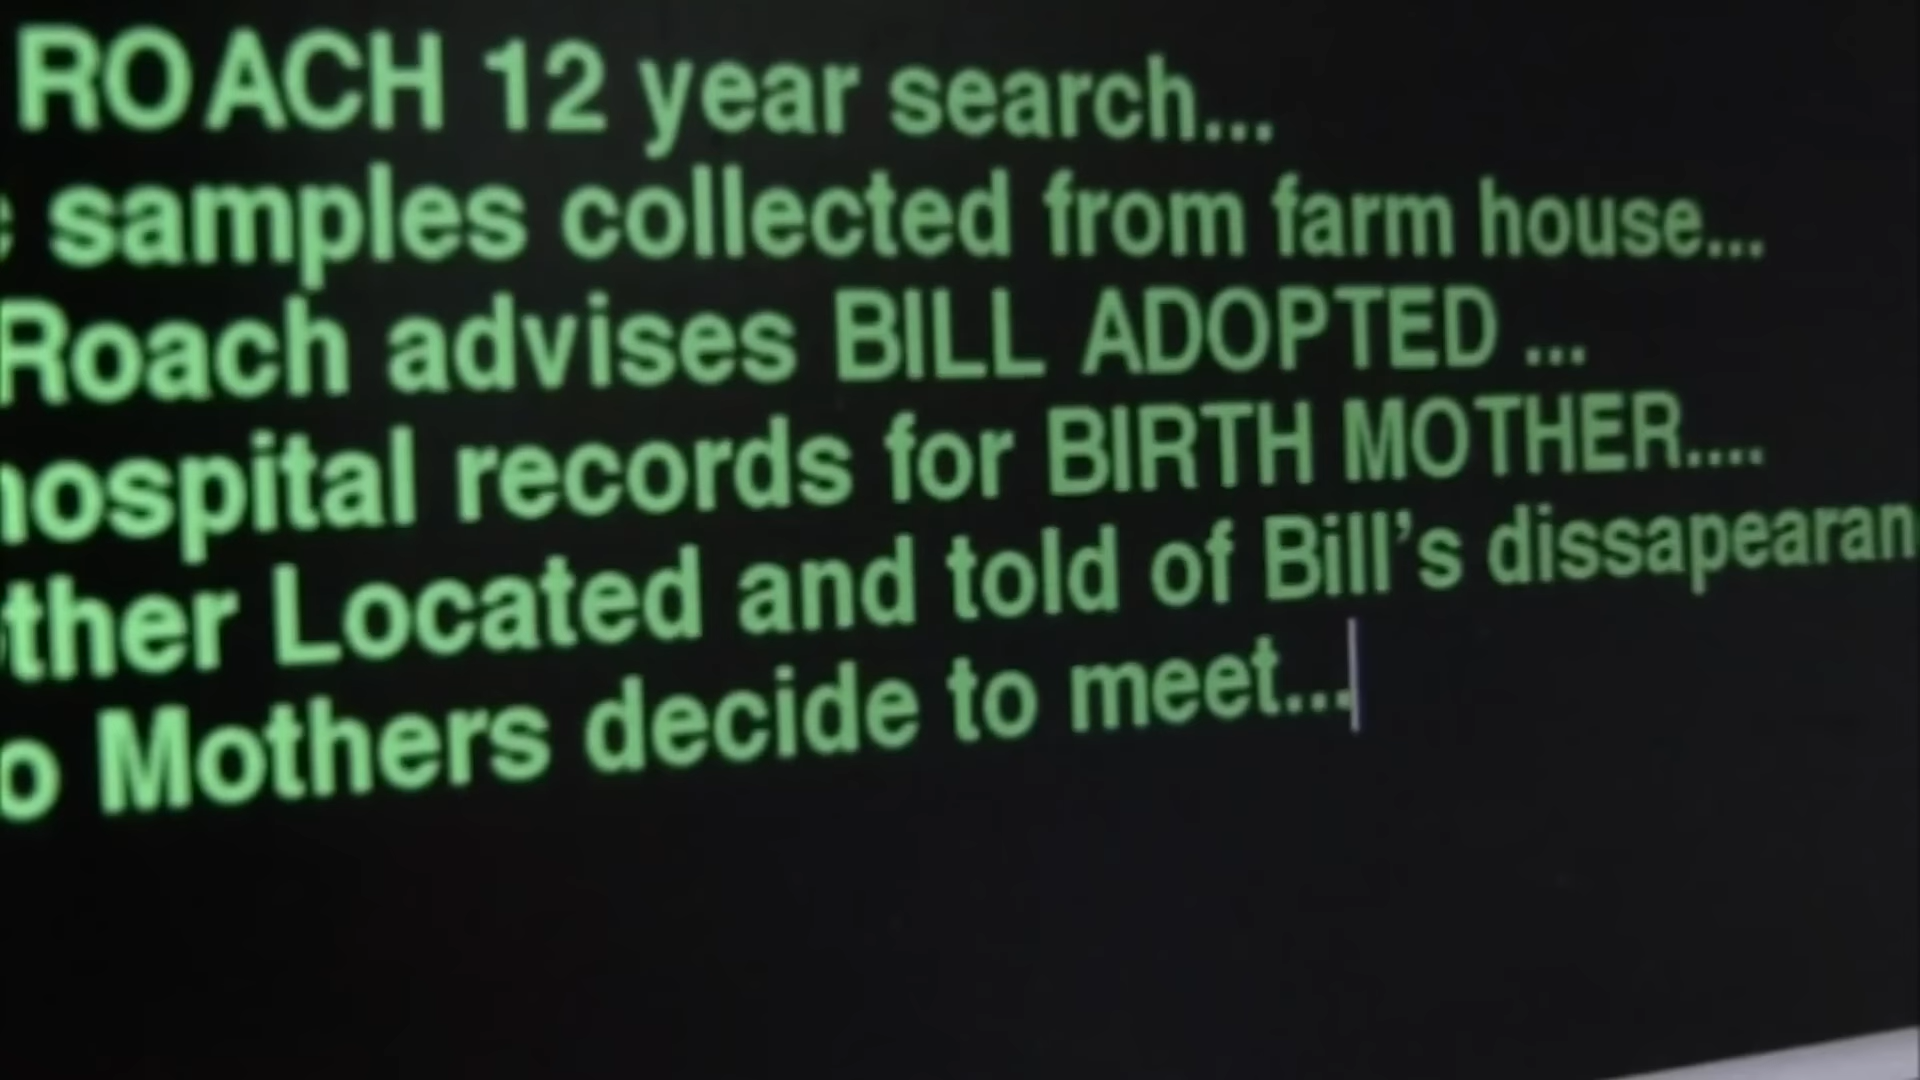 ROACH 12 year search...
samples collected from farm house...
Roach advises BILL ADOPTED ...
hospital records for BIRTH MOTHER....
ther Located and told of Bill's dissapearan
o Mothers decide to meet...